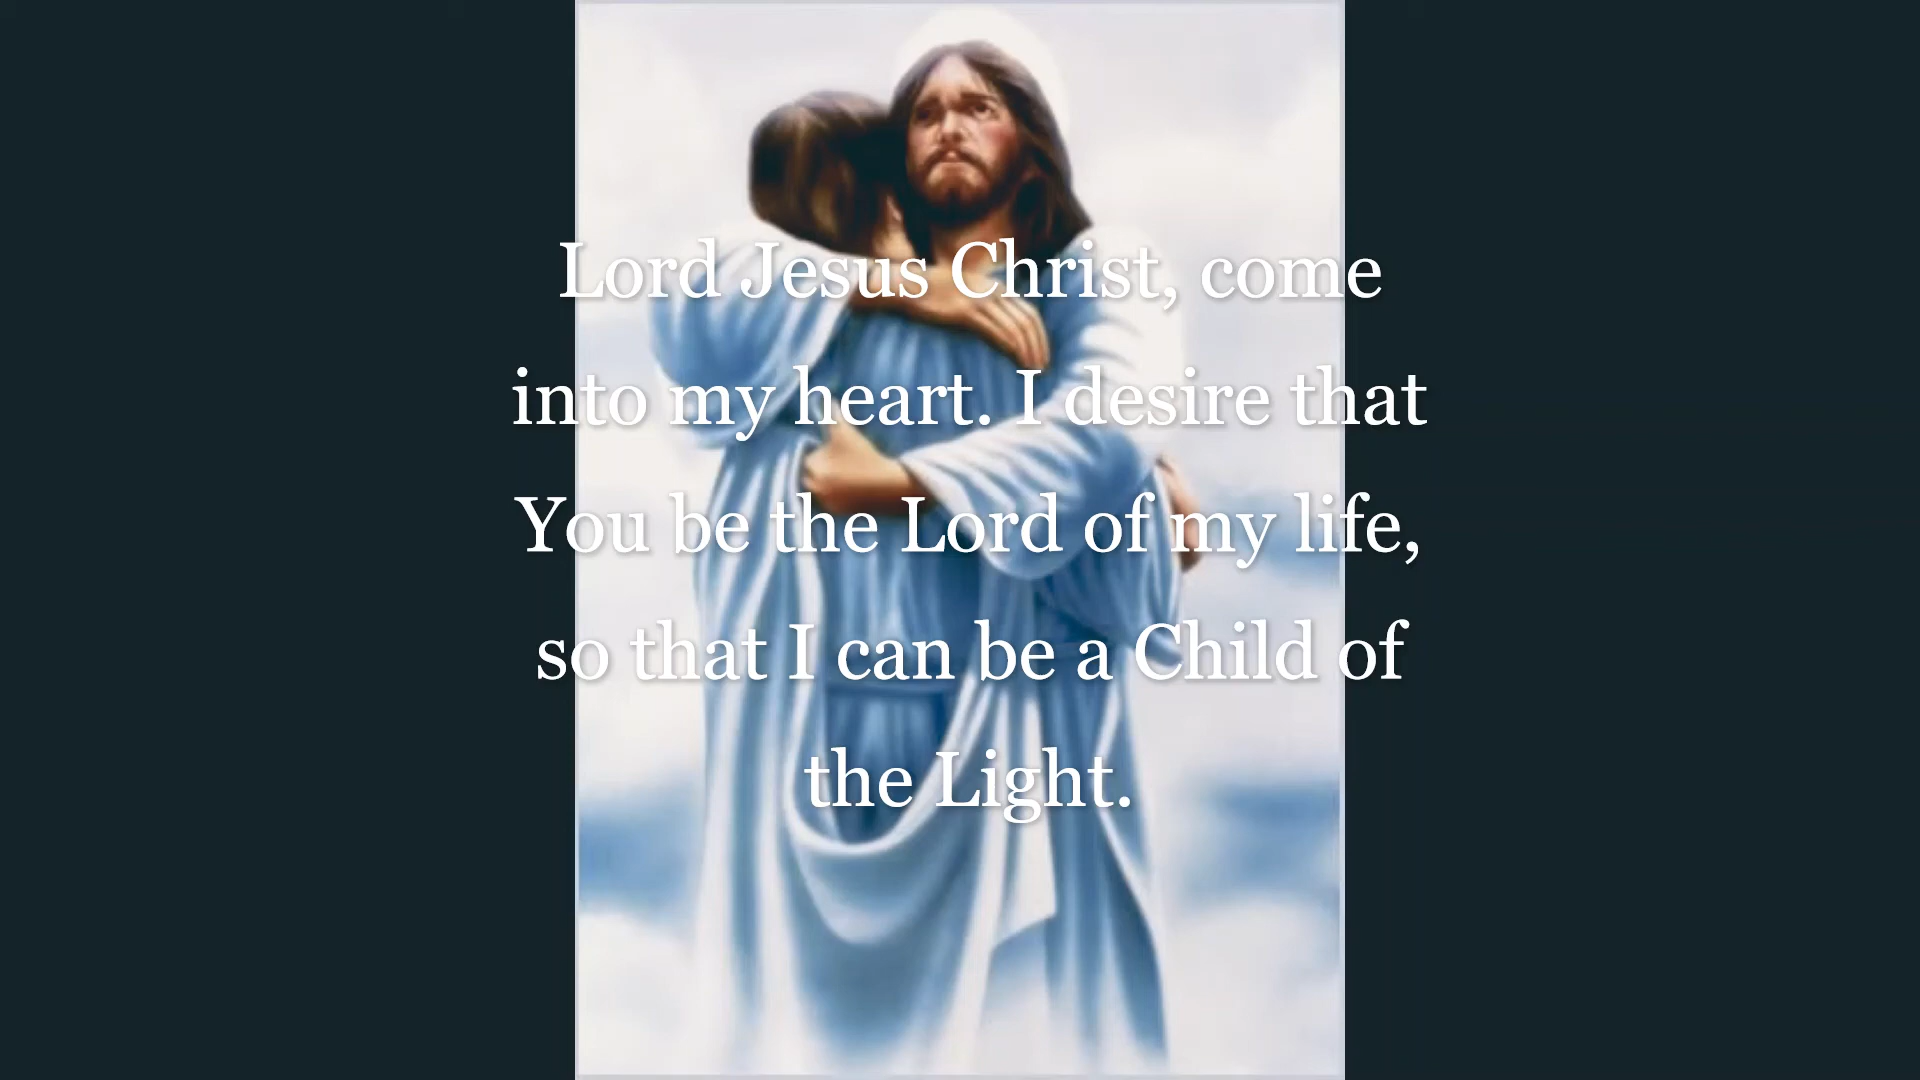 Lord Jesus Christ, come
into my heart. I desire that
You be the Lord of my life,
so that I can be a Child of
the Light.